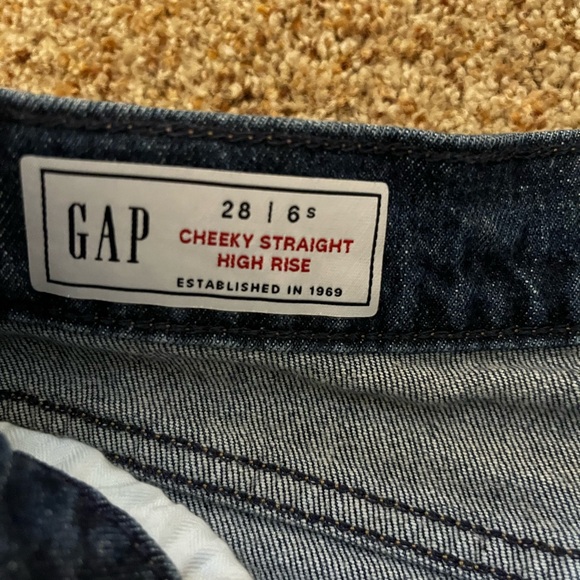 GAP
28 | 6s
CHEEKY STRAIGHT
HIGH RISE
ESTABLISHED IN 1969